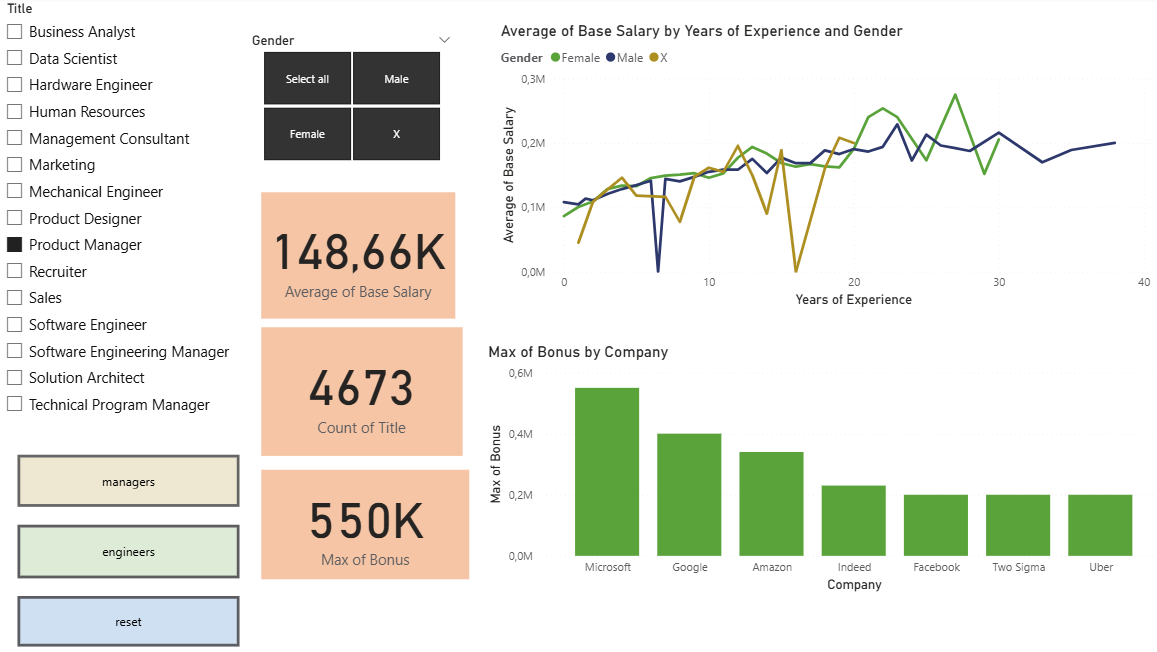 Title
Business Analyst
Data Scientist
Hardware Engineer
Human Resources
Management Consultant
Marketing
Mechanical Engineer
Product Designer
Product Manager
Recruiter
Sales
Software Engineer
Software Engineering Manager
Solution Architect
Technical Program Manager
managers
engineers
reset
Gender
Select all
Male
Female
X
148,66K
Average of Base Salary
4673
Count of Title
550K
Max of Bonus
Average of Base Salary by Years of Experience and Gender
Gender Female Male X
Average of Base Salary
0,3M
0,2M
0,1M
0,0M
0 10 20 30 40
Years of Experience
Max of Bonus by Company
Max of Bonus
0,6M
0,4M
0,2M
0,0M
Microsoft Google Amazon Indeed Facebook Two Sigma Uber
Company